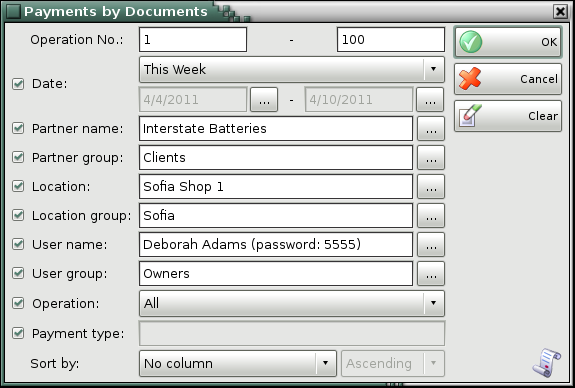 Payments by Documents
Operation No.: 1 - 100
OK
Date: This Week
4/4/2011 ... - 4/10/2011 ...
Cancel
Clear
Partner name: Interstate Batteries ...
Partner group: Clients ...
Location: Sofia Shop 1 ...
Location group: Sofia ...
User name: Deborah Adams (password: 5555) ...
User group: Owners ...
Operation: All
Payment type:
Sort by: No column Ascending